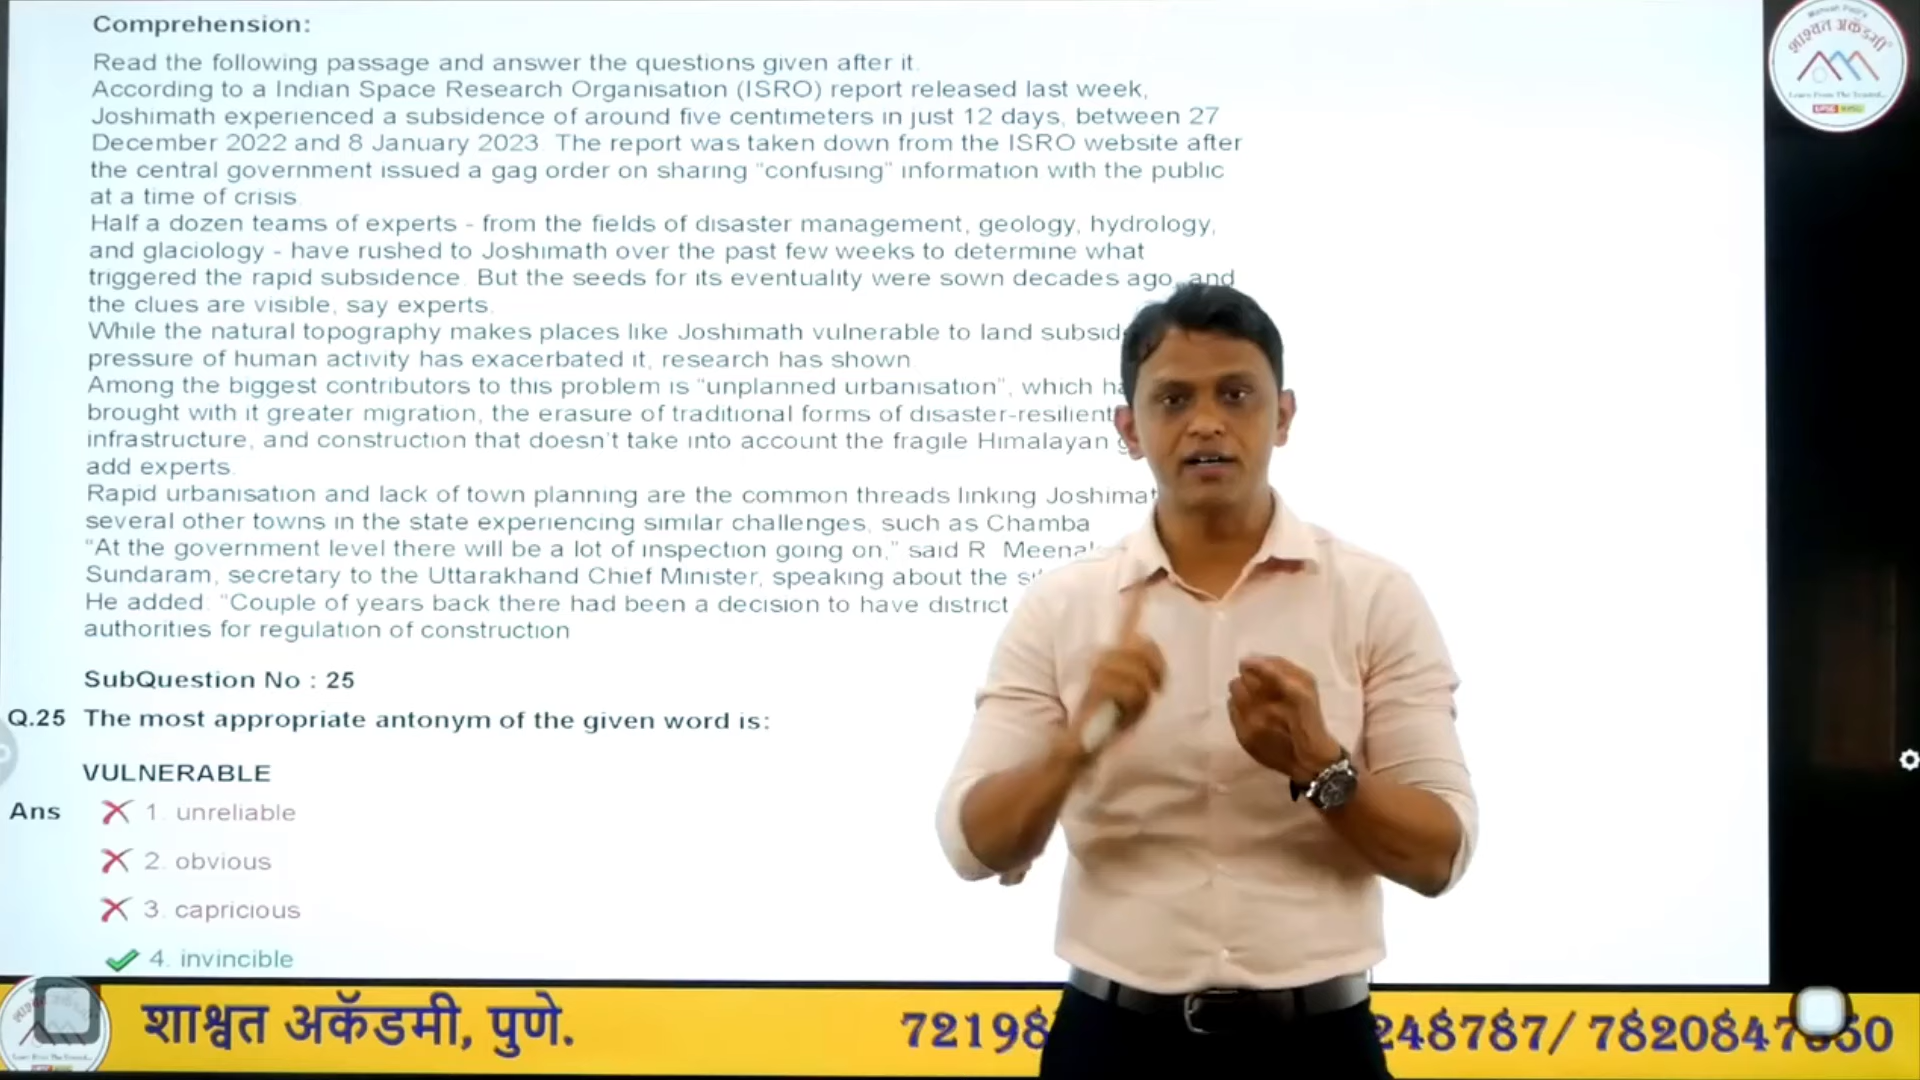 Comprehension:
Read the following passage and answer the questions given after it.
According to a Indian Space Research Organisation (ISRO) report released last week,
Joshimath experienced a subsidence of around five centimeters in just 12 days, between 27
December 2022 and 8 January 2023. The report was taken down from the ISRO website after
the central government issued a gag order on sharing "confusing" information with the public
at a time of crisis.
Half a dozen teams of experts - from the fields of disaster management, geology, hydrology,
and glaciology - have rushed to Joshimath over the past few weeks to determine what
triggered the rapid subsidence. But the seeds for its eventuality were sown decades ago, and
the clues are visible, say experts.
While the natural topography makes places like Joshimath vulnerable to land
pressure of human activity has exacerbated it, research has shown.
Among the biggest contributors to this problem is "unplanned urbanisation", which
brought with it greater migration, the erasure of traditional forms of disaster-resilient
infrastructure, and construction that doesn't take into account the fragile Himalayan
add experts.
Rapid urbanisation and lack of town planning are the common threads linking
several other towns in the state experiencing similar challenges, such as Chamba
"At the government level there will be a lot of inspection going on," said R
Sundaram, secretary to the Uttarakhand Chief Minister, speaking about the
He added: "Couple of years back there had been a decision to have district
authorities for regulation of construction
SubQuestion No : 25
Q.25 The most appropriate antonym of the given word is:
VULNERABLE
Ans 1. unreliable
2. obvious
3. capricious
4. invincible
शाश्वत अकॅडमी
शाश्वत अकॅडमी, पुणे.